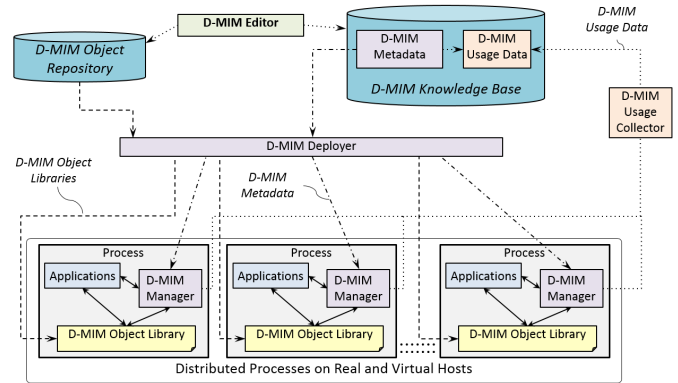 D-MIM Editor
D-MIM Object
Repository
D-MIM
Metadata
D-MIM
Usage Data
D-MIM Knowledge Base
D-MIM
Usage Data
D-MIM
Usage
Collector
D-MIM Deployer
D-MIM Object
Libraries
D-MIM
Metadata
Process
Applications
D-MIM
Manager
D-MIM Object Library
Process
Applications
D-MIM
Manager
D-MIM Object Library
Process
Applications
D-MIM
Manager
D-MIM Object Library
Distributed Processes on Real and Virtual Hosts